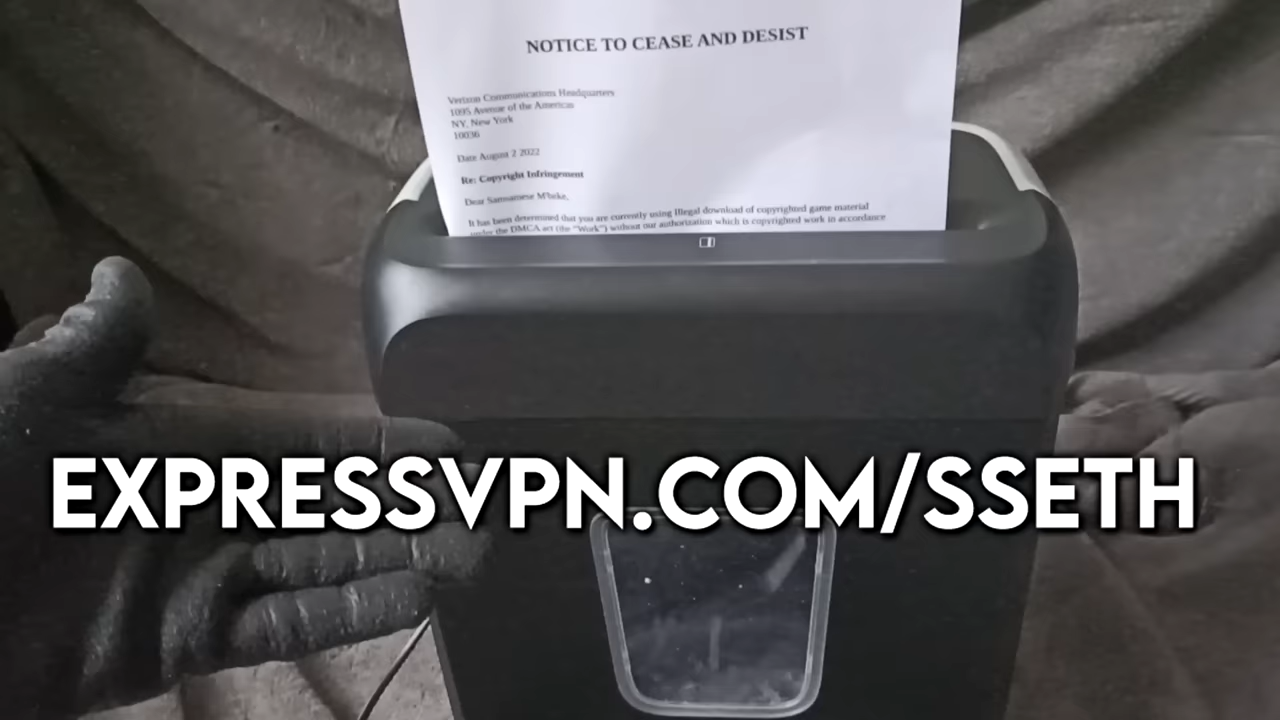 NOTICE TO CEASE AND DESIST
Verizon Communications Headquarters
1095 Avenue of the Americas
NY, New York
10036
Date August 2 2022
Re: Copyright Infringement
Dear Samsamese M'beke,
It has been determined that you are currently using Illegal download of copyrighted game material
under the DMCA act (the "Work") without our authorization which is copyrighted work in accordance
EXPRESSVPN.COM/SSETH